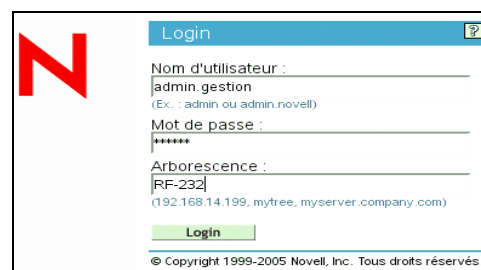 Login
?
N
Nom d'utilisateur :
admin.gestion
(Ex. : admin ou admin.novell)
Mot de passe :
******
Arborescence :
RF-232
(192.168.14.199, mytree, myserver.company.com)
Login
© Copyright 1999-2005 Novell, Inc. Tous droits réservés